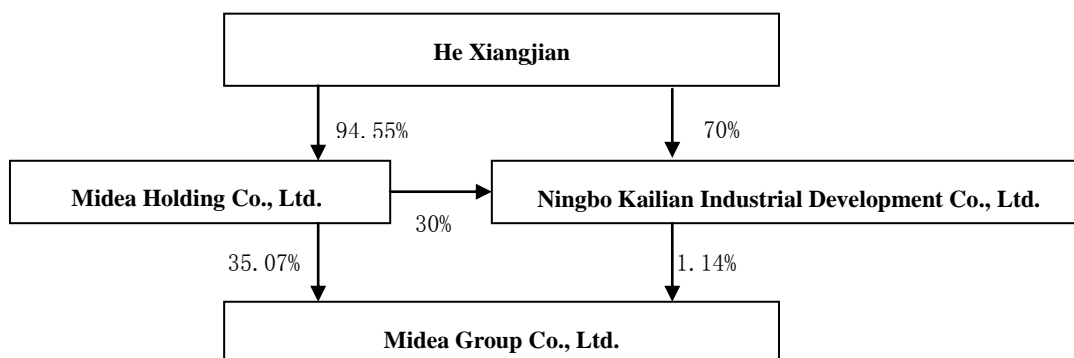 He Xiangjian
94.55%
70%
Midea Holding Co., Ltd.
Ningbo Kailian Industrial Development Co., Ltd.
30%
35.07%
1.14%
Midea Group Co., Ltd.